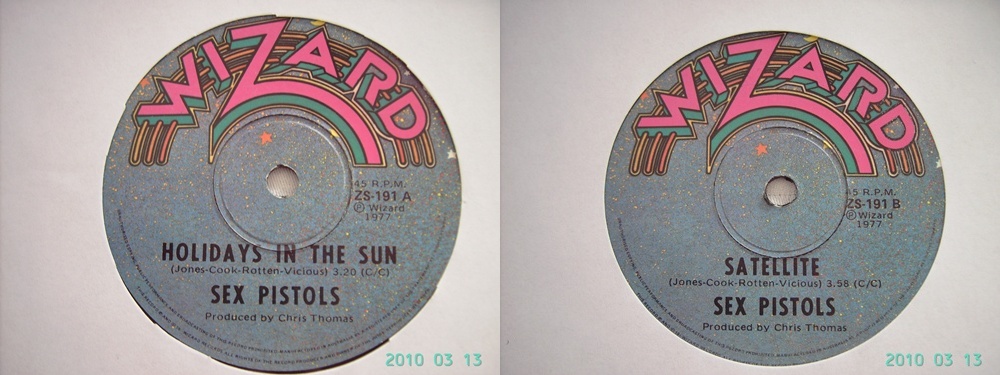 WIZARD
45 R.P.M.
ZS-191 A
Ⓟ Wizard
1977
HOLIDAYS IN THE SUN
(Jones-Cook-Rotten-Vicious) 3.20 (C/C)
SEX PISTOLS
Produced by Chris Thomas
2010 03 13
WIZARD
45 R.P.M.
ZS-191 B
Ⓟ Wizard
1977
SATELLITE
(Jones-Cook-Rotten-Vicious) 3.58 (C/C)
SEX PISTOLS
Produced by Chris Thomas
2010 03 13